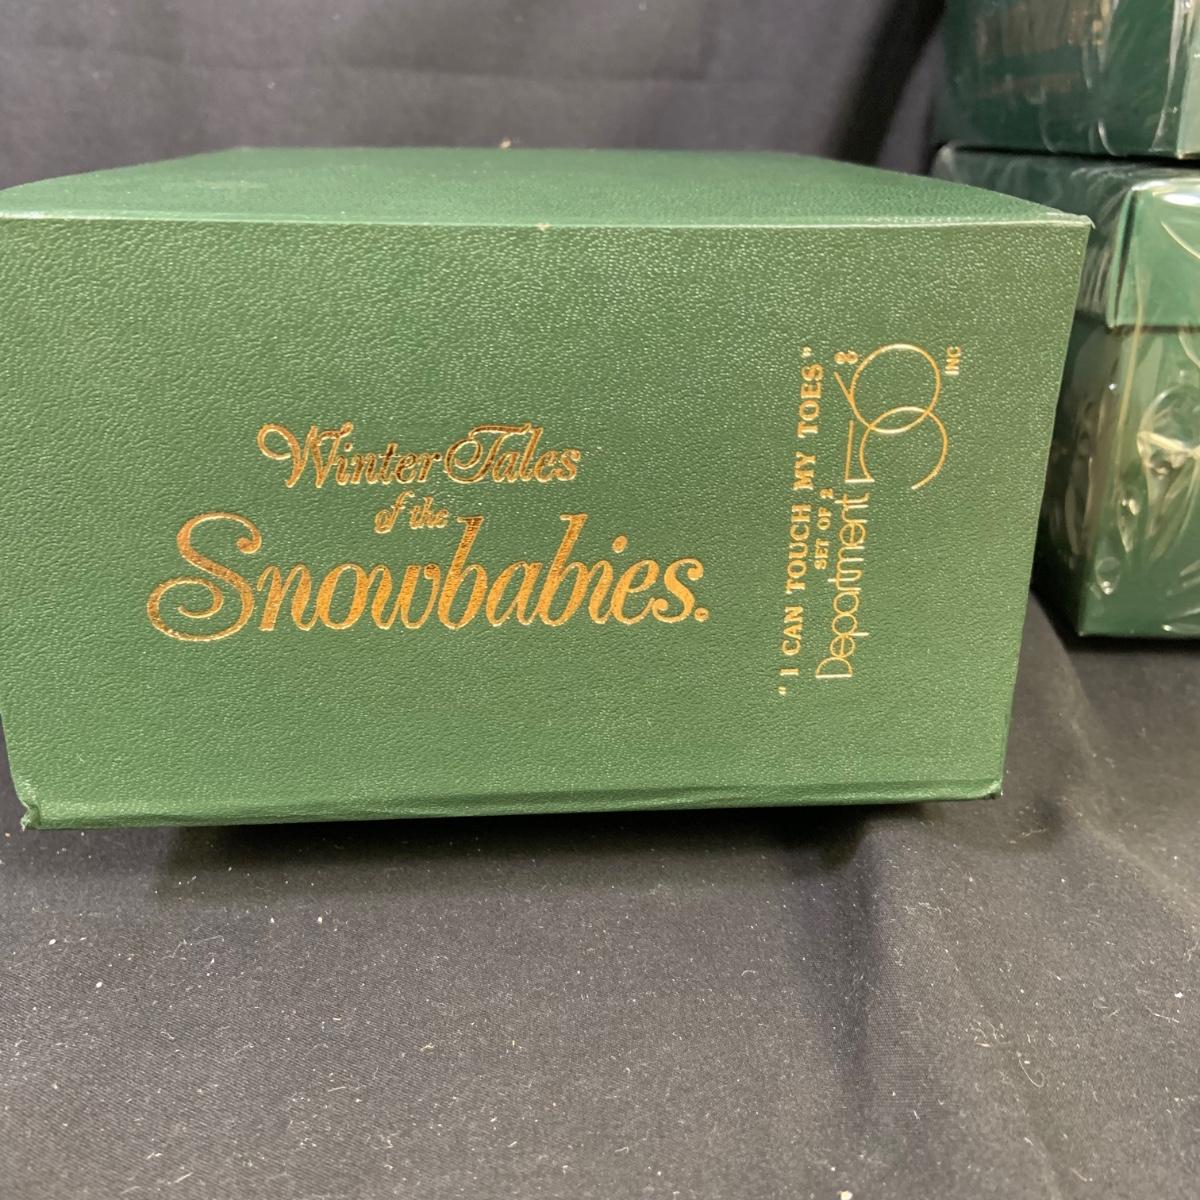 Winter Tales
of the
Snowbabies.
"I CAN TOUCH MY TOES"
SET OF 2
Department 56 ®
INC